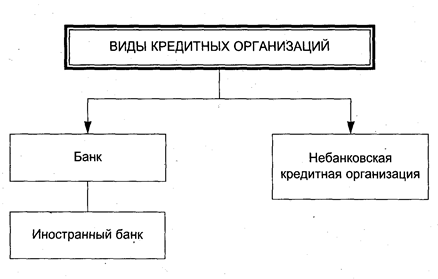 ВИДЫ КРЕДИТНЫХ ОРГАНИЗАЦИЙ
Банк
Небанковская
кредитная организация
Иностранный банк